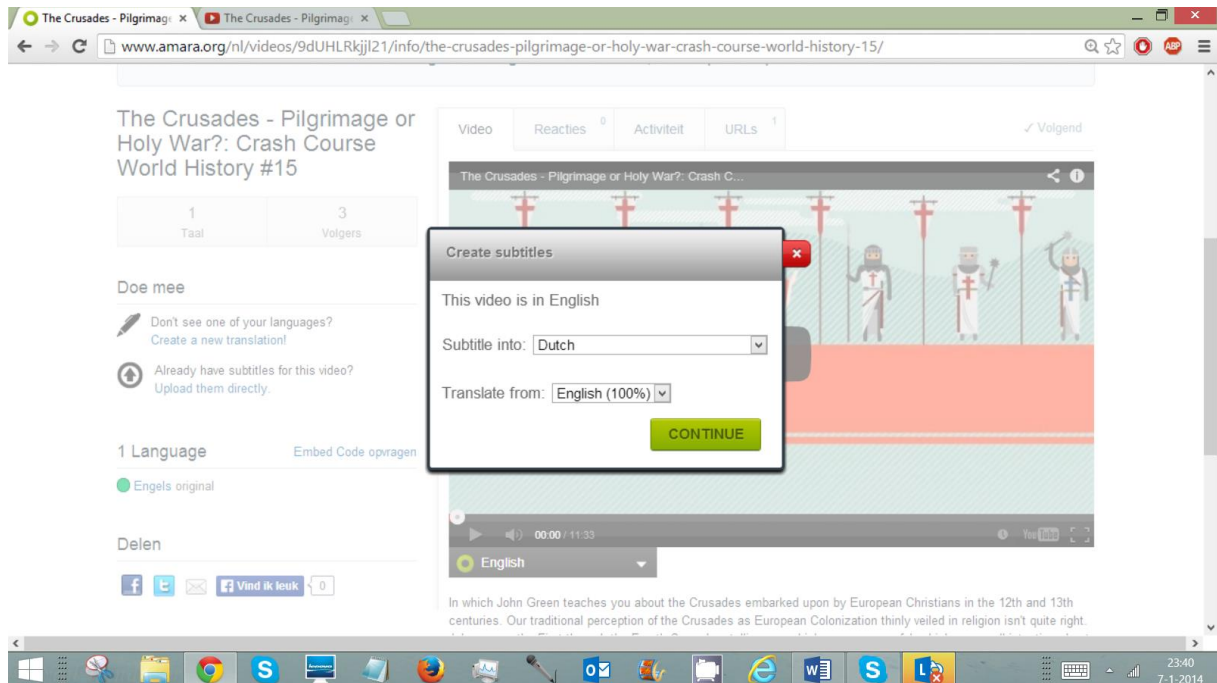 The Crusades - Pilgrimag
The Crusades - Pilgrimag
www.amara.org/nl/videos/9dUHLRkjjl21/info/the-crusades-pilgrimage-or-holy-war-crash-course-world-history-15/
ABP
The Crusades - Pilgrimage or
Holy War?: Crash Course
World History #15
1
Taal
3
Volgers
Doe mee
Don't see one of your languages?
Create a new translation!
Already have subtitles for this video?
Upload them directly.
1 Language
Embed Code opvragen
Engels original
Delen
Vind ik leuk
0
Video
Reacties 0
Activiteit
URLs 1
✓ Volgend
The Crusades - Pilgrimage or Holy War?: Crash C...
Create subtitles
This video is in English
Subtitle into: Dutch
Translate from: English (100%)
CONTINUE
00:00 / 11:33
YouTube
English
In which John Green teaches you about the Crusades embarked upon by European Christians in the 12th and 13th
centuries. Our traditional perception of the Crusades as European Colonization thinly veiled in religion isn't quite right.
23:40
7-1-2014